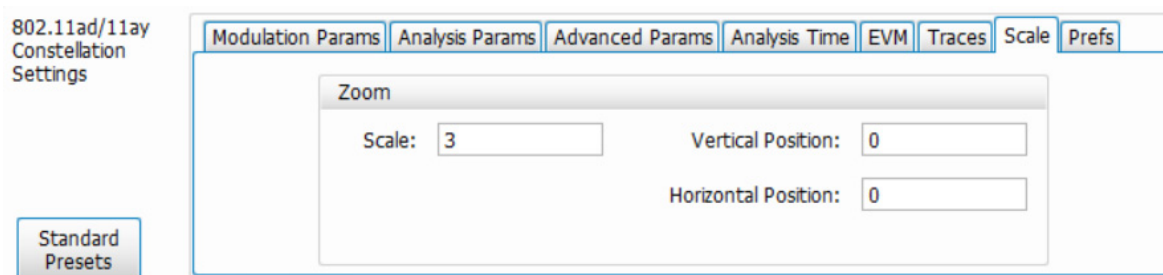 802.11ad/11ay
Constellation
Settings
Modulation Params Analysis Params Advanced Params Analysis Time EVM Traces Scale Prefs
Zoom
Scale: 3 Vertical Position: 0
Horizontal Position: 0
Standard
Presets